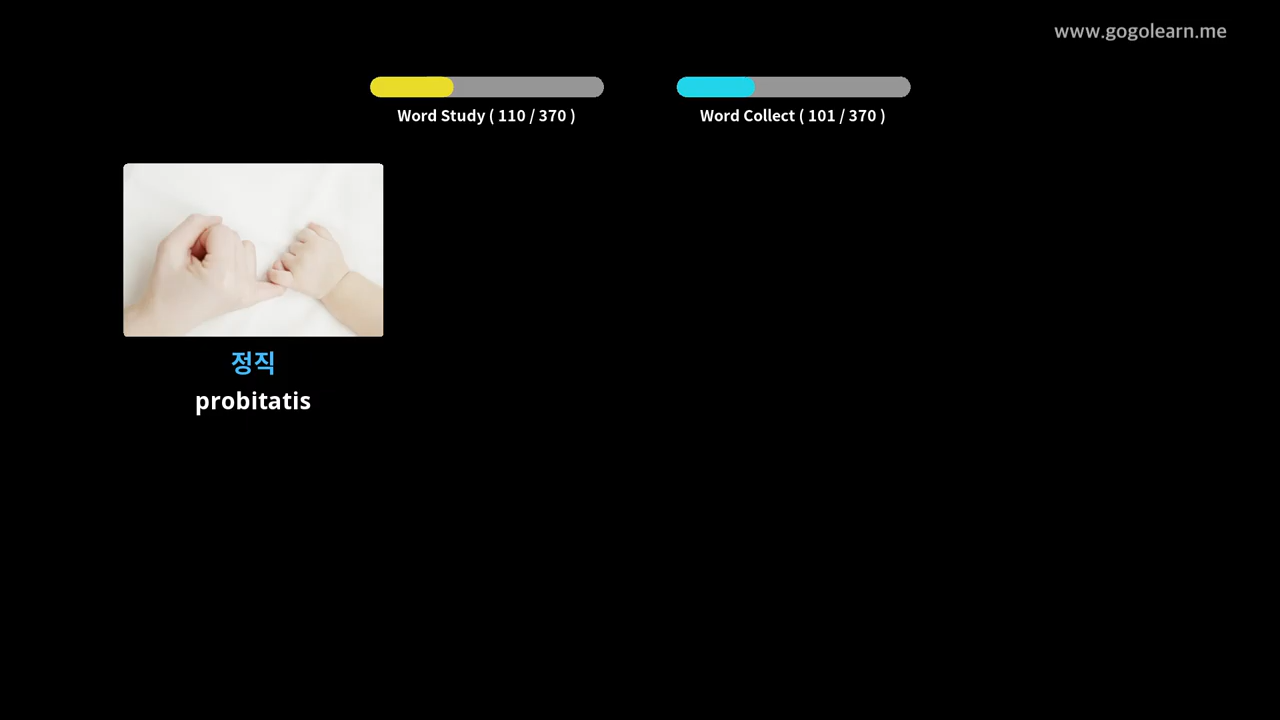 www.gogolearn.me
Word Study ( 110 / 370 )
Word Collect ( 101 / 370 )
정직
probitatis